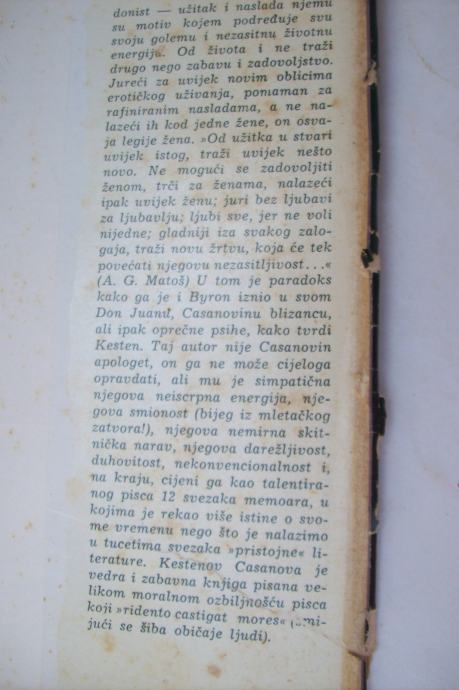 donist — užitak i naslada njemu
su motiv kojem podređuje svu
svoju golemu i nezasitnu životnu
energiju. Od života i ne traži
drugo nego zabavu i zadovoljstvo.
Jureći za uvijek novim oblicima
erotičkog uživanja, pomaman za
rafiniranim nasladama, a ne na-
lazeći ih kod jedne žene, on osva-
ja legije žena. »Od užitka u stvari
uvijek istog, traži uvijek nešto
novo. Ne mogući se zadovoljiti
ženom, trči za ženama, nalazeći
ipak uvijek ženu; juri bez ljubavi
za ljubavlju; ljubi sve, jer ne voli
nijedne; gladniji iza svakog zalo-
gaja, traži novu žrtvu, koja će tek
povećati njegovu nezasitljivost...«
(A. G. Matoš) U tom je paradoks
kako ga je i Byron iznio u svom
Don Juanu, Casanovinu blizancu,
ali ipak oprečne psihe, kako tvrdi
Kesten. Taj autor nije Casanovin
apologet, on ga ne može cijeloga
opravdati, ali mu je simpatična
njegova neiscrpna energija, nje-
gova smionost (bijeg iz mletačkog
zatvora!), njegova nemirna skit-
nička narav, njegova darežljivost,
duhovitost, nekonvencionalnost i,
na kraju, cijeni ga kao talentira-
nog pisca 12 svezaka memoara, u
kojima je rekao više istine o svo-
me vremenu nego što je nalazimo
u tucetima svezaka »pristojne« li-
terature. Kestenov Casanova je
vedra i zabavna knjiga pisana ve-
likom moralnom ozbiljnošću pisca
koji »ridento castigat mores« (smi-
jući se šiba običaje ljudi).